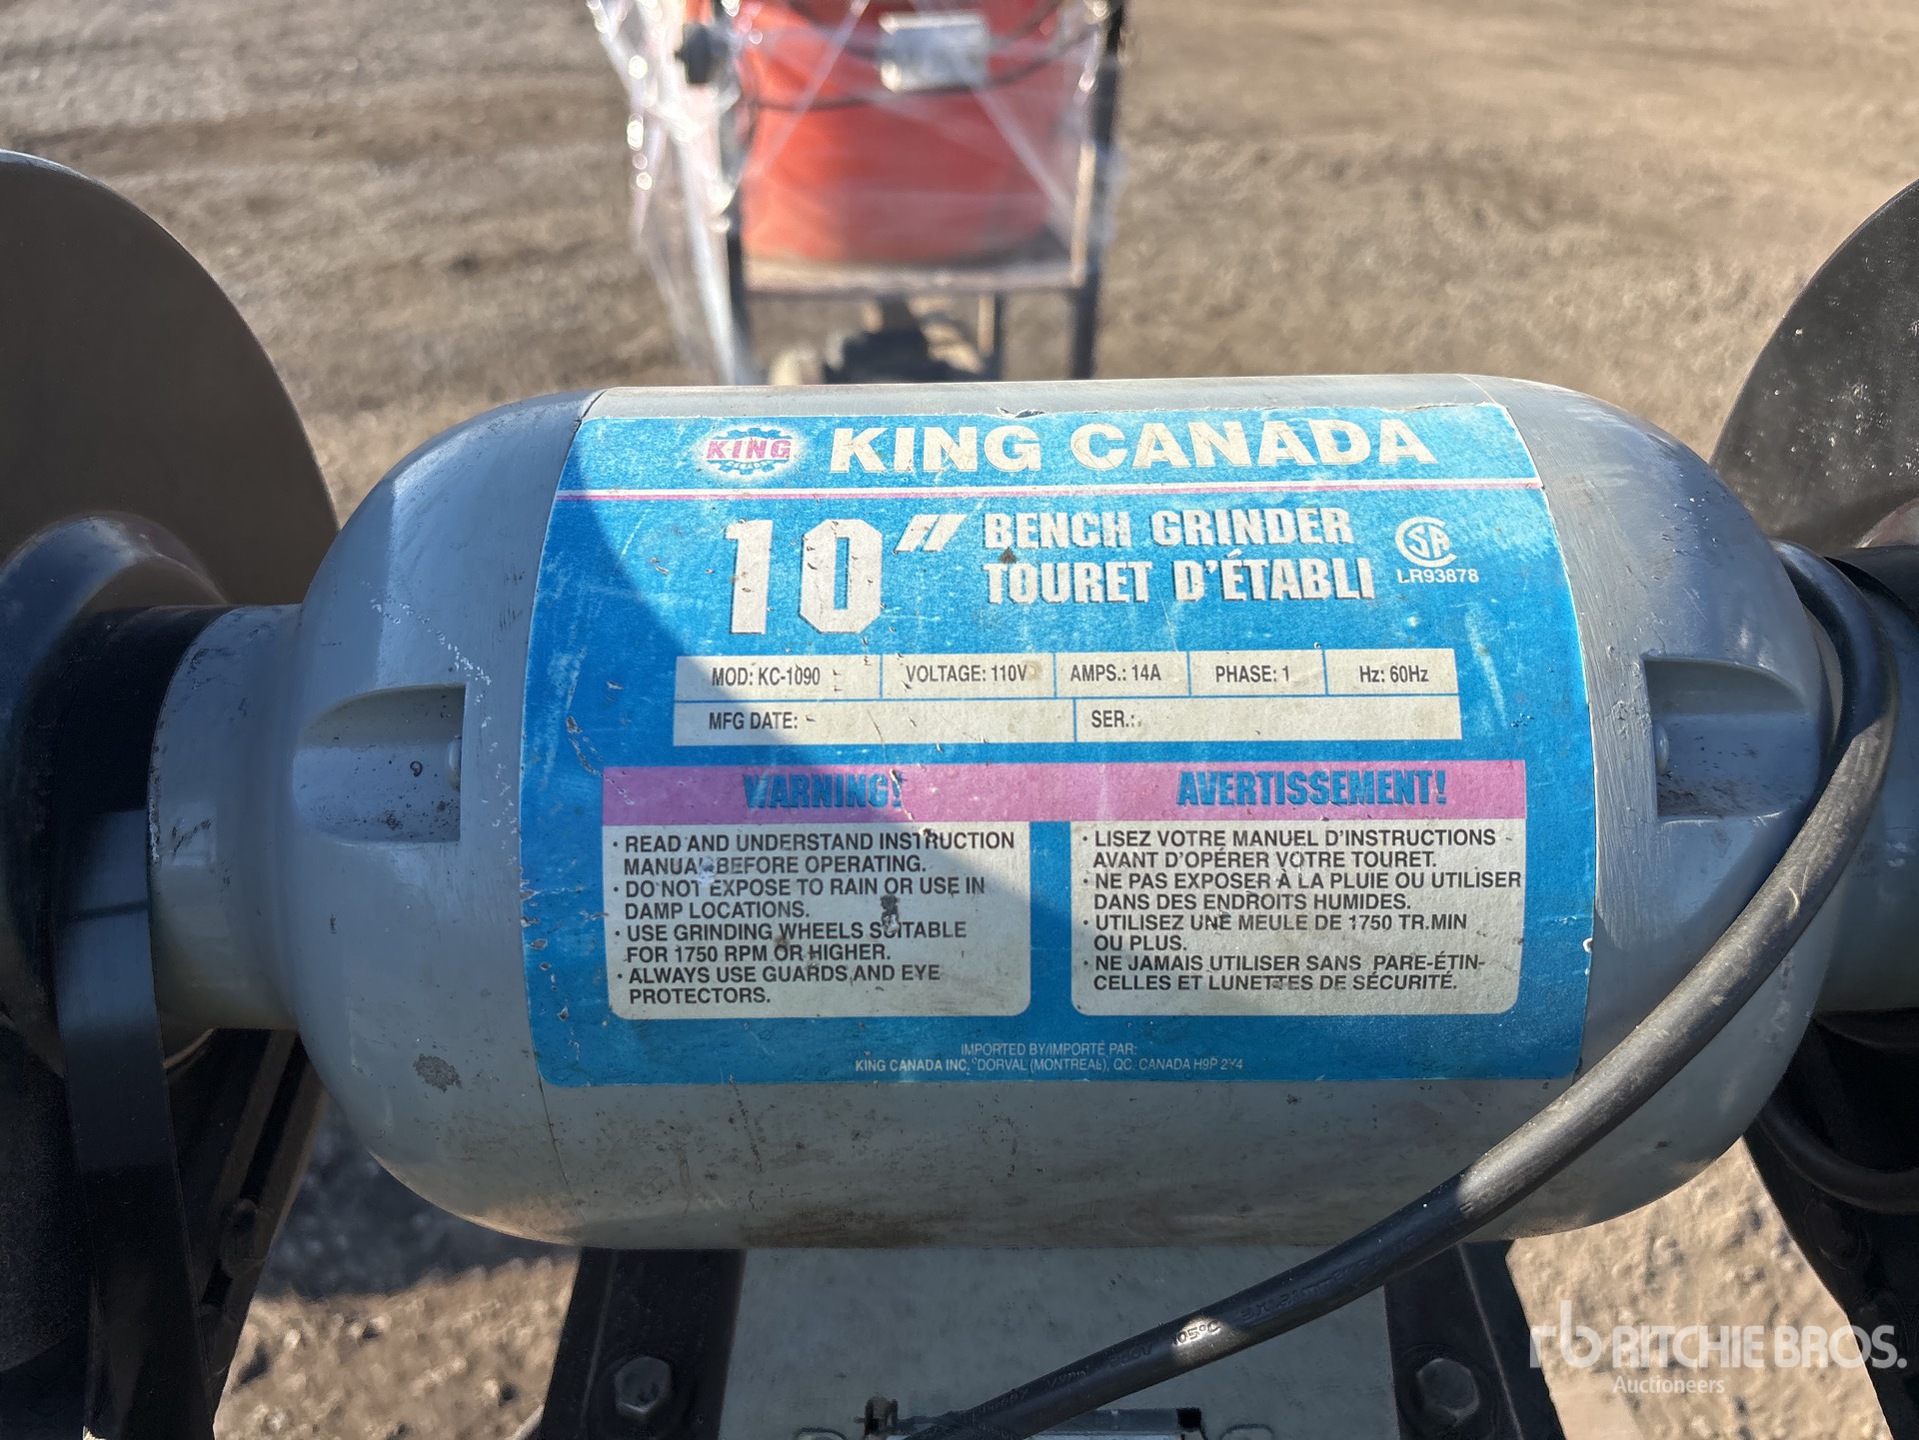 KING CANADA
KING CANADA
10" BENCH GRINDER
TOURET D'ÉTABLI
LR93878
MOD: KC-1090 VOLTAGE: 110V AMPS.: 14A PHASE: 1 Hz: 60Hz
MFG DATE: SER.:
WARNING!
· READ AND UNDERSTAND INSTRUCTION
MANUAL BEFORE OPERATING.
· DO NOT EXPOSE TO RAIN OR USE IN
DAMP LOCATIONS.
· USE GRINDING WHEELS SUITABLE
FOR 1750 RPM OR HIGHER.
· ALWAYS USE GUARDS AND EYE
PROTECTORS.
AVERTISSEMENT!
· LISEZ VOTRE MANUEL D'INSTRUCTIONS
AVANT D'OPÉRER VOTRE TOURET.
· NE PAS EXPOSER À LA PLUIE OU UTILISER
DANS DES ENDROITS HUMIDES.
· UTILISEZ UNE MEULE DE 1750 TR.MIN
OU PLUS.
· NE JAMAIS UTILISER SANS PARE-ÉTIN-
CELLES ET LUNETTES DE SÉCURITÉ.
IMPORTED BY/IMPORTÉ PAR:
KING CANADA INC. DORVAL (MONTREAL), QC. CANADA H9P 2Y4
105°C
rb RITCHIE BROS.
Auctioneers